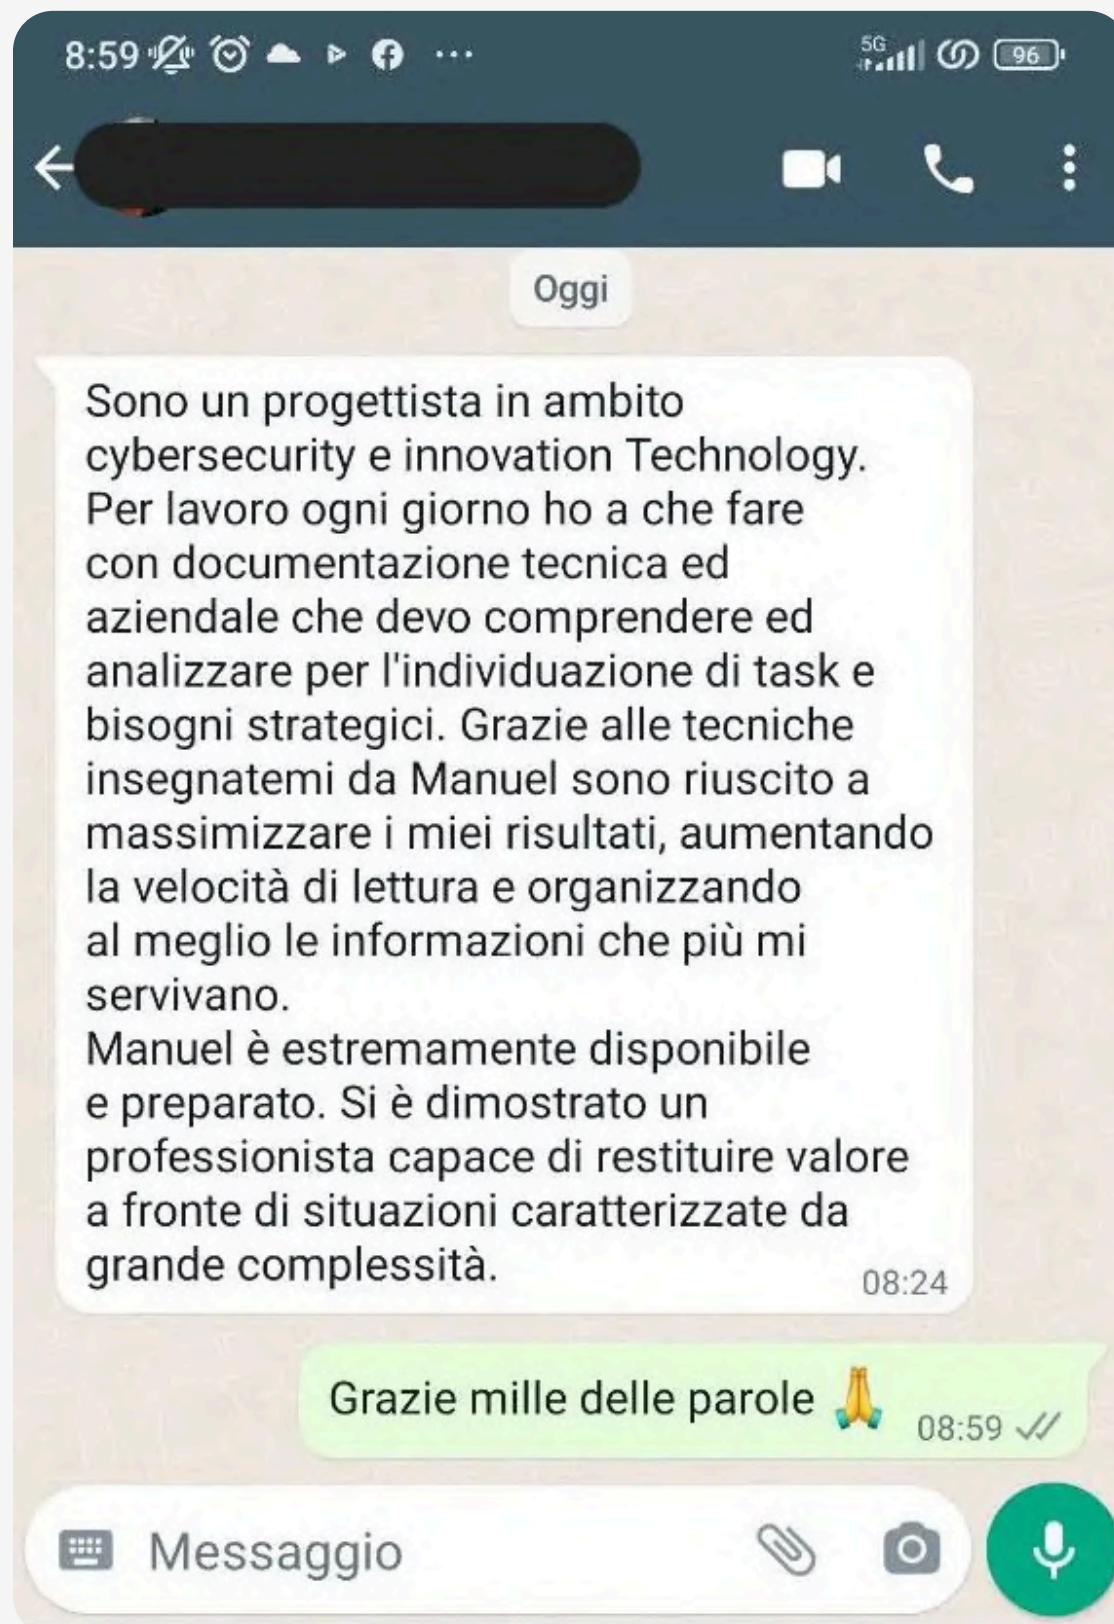 8:59
5G
96
Oggi
Sono un progettista in ambito
cybersecurity e innovation Technology.
Per lavoro ogni giorno ho a che fare
con documentazione tecnica ed
aziendale che devo comprendere ed
analizzare per l'individuazione di task e
bisogni strategici. Grazie alle tecniche
insegnatemi da Manuel sono riuscito a
massimizzare i miei risultati, aumentando
la velocità di lettura e organizzando
al meglio le informazioni che più mi
servivano.
Manuel è estremamente disponibile
e preparato. Si è dimostrato un
professionista capace di restituire valore
a fronte di situazioni caratterizzate da
grande complessità.
08:24
Grazie mille delle parole 🙏
08:59
Messaggio